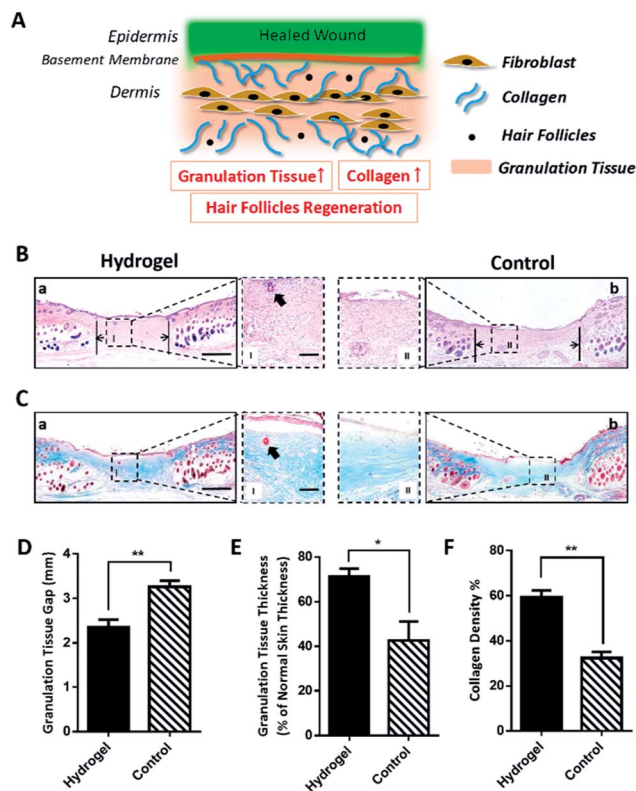 A
Epidermis
Healed Wound
Basement Membrane
Dermis
Fibroblast
Collagen
Hair Follicles
Granulation Tissue
Granulation Tissue↑
Collagen↑
Hair Follicles Regeneration
B
Hydrogel
Control
a
I
I
II
II
b
C
a
I
I
II
II
b
D
Granulation Tissue Gap (mm)
4
3
2
1
0
**
Hydrogel
Control
E
Granulation Tissue Thickness
(% of Normal Skin Thickness)
80
60
40
20
0
*
Hydrogel
Control
F
Collagen Density %
80
60
40
20
0
**
Hydrogel
Control